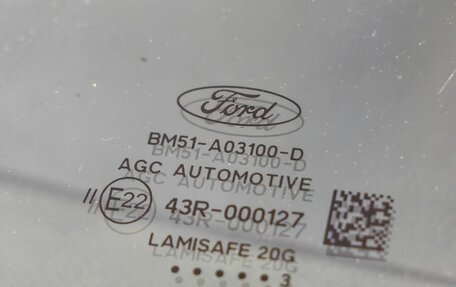 Ford
BM51-A03100-D
AGC AUTOMOTIVE
II E22 43R-000127
LAMISAFE 20G
• • • • • • 3